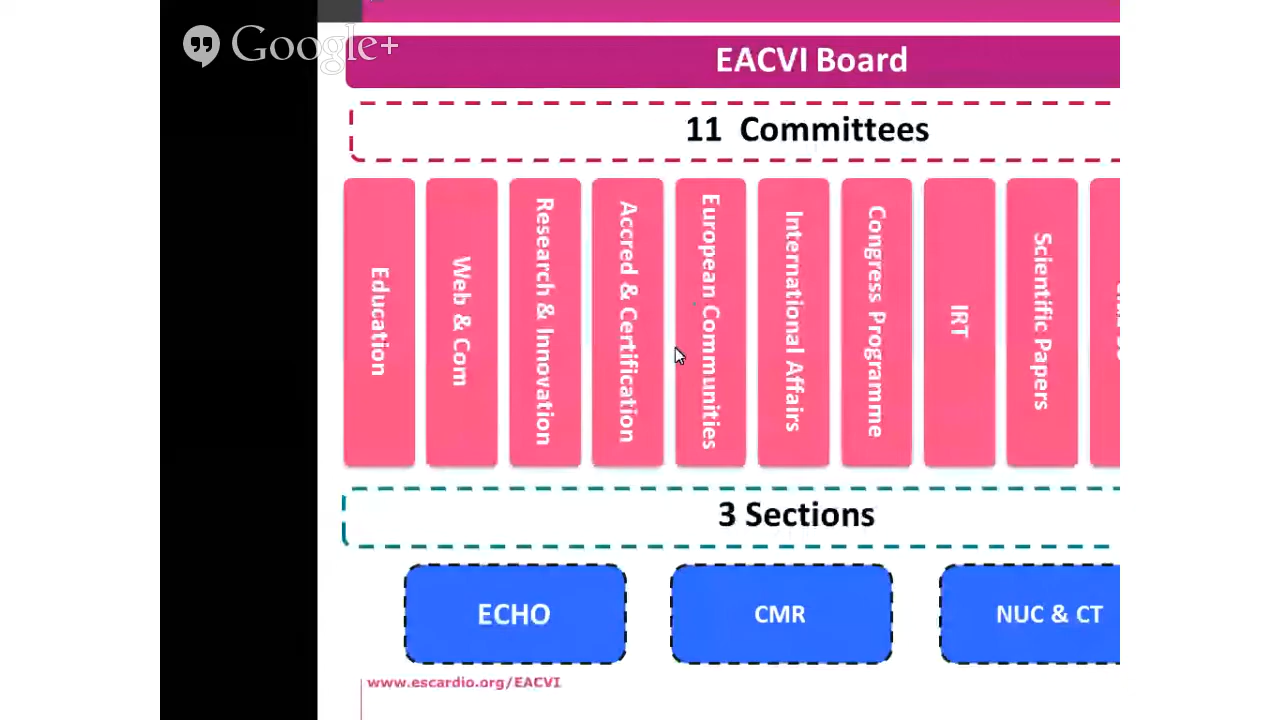 Google+
EACVI Board
11 Committees
Education
Web & Com
Research & Innovation
Accred & Certification
European Communities
International Affairs
Congress Programme
IRT
Scientific Papers
3 Sections
ECHO
CMR
NUC & CT
www.escardio.org/EACVI